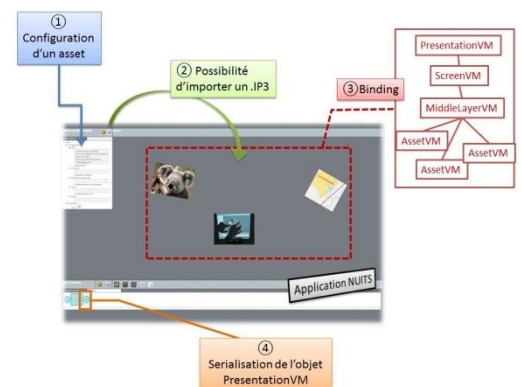 ①
Configuration
d'un asset
② Possibilité
d'importer un .IP3
③ Binding
PresentationVM
ScreenVM
MiddleLayerVM
AssetVM
AssetVM
AssetVM
Application NUITS
④
Serialisation de l'objet
PresentationVM